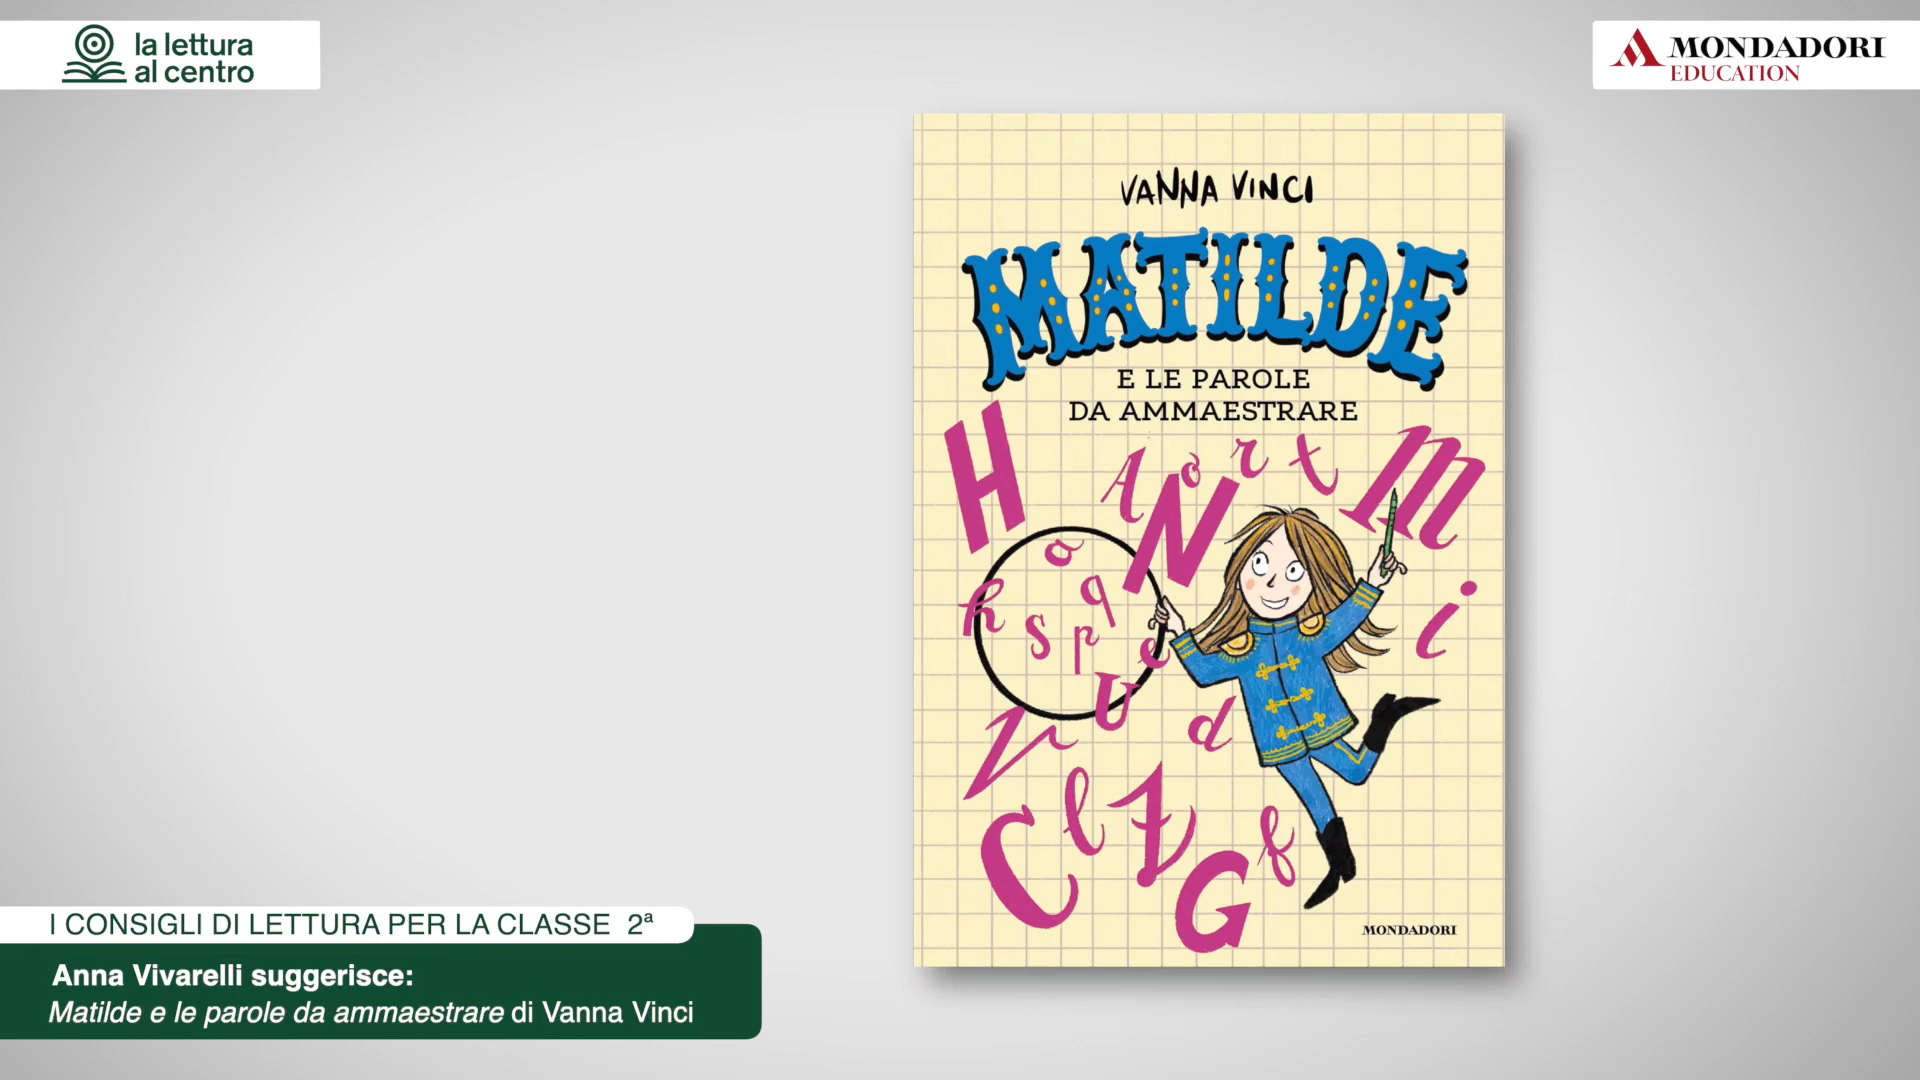 la lettura
al centro
MONDADORI
EDUCATION
VANNA VINCI
MATILDE
E LE PAROLE
DA AMMAESTRARE
H
A
o
r
t
M
N
a
h
q
s
p
e
i
U
d
V
l
Z
f
C
G
MONDADORI
I CONSIGLI DI LETTURA PER LA CLASSE 2ª
Anna Vivarelli suggerisce:
Matilde e le parole da ammaestrare di Vanna Vinci